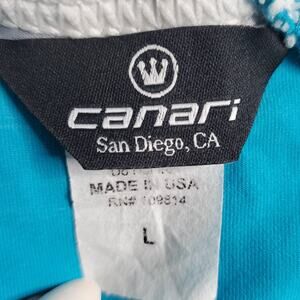 canari
San Diego, CA
MADE IN USA
RN# 109814
L